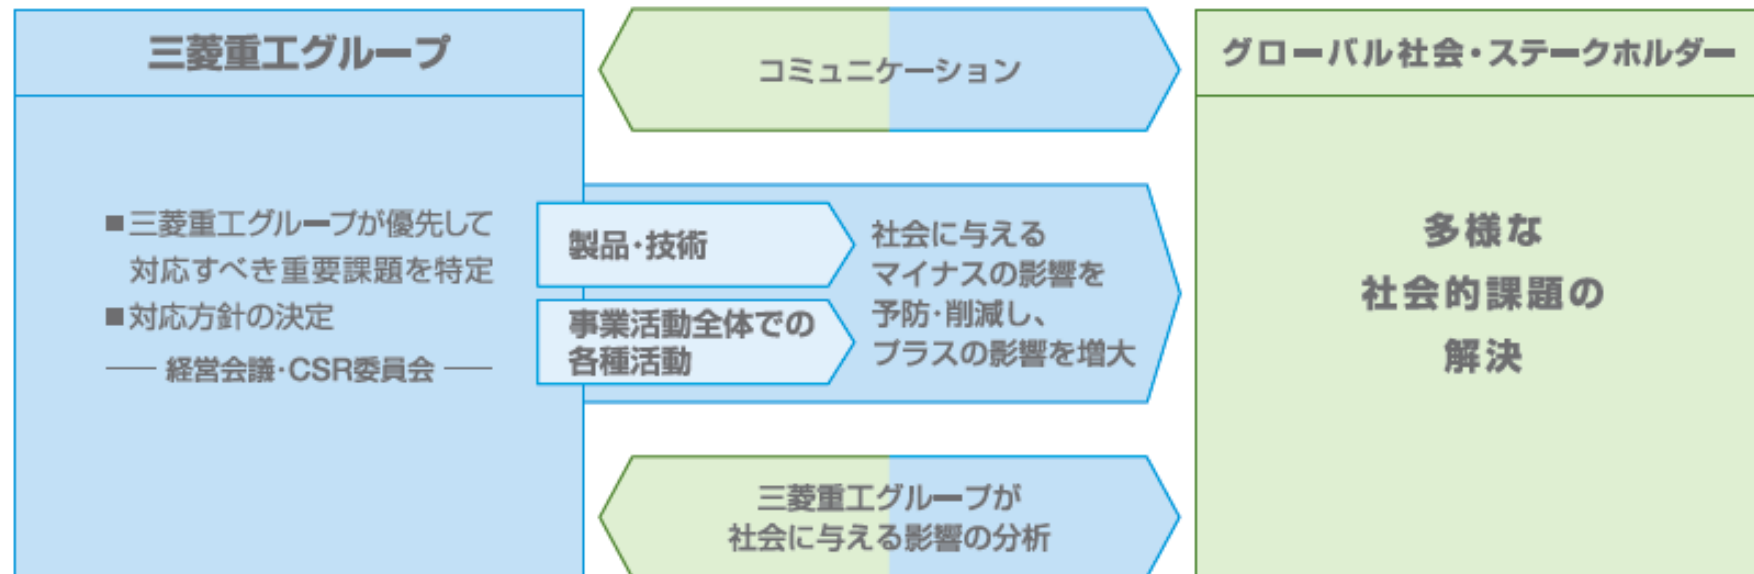 三菱重工グループ
コミュニケーション
グローバル社会・ステークホルダー
■三菱重工グループが優先して
対応すべき重要課題を特定
■対応方針の決定
── 経営会議・CSR委員会 ──
製品・技術
事業活動全体での
各種活動
社会に与える
マイナスの影響を
予防・削減し、
プラスの影響を増大
多様な
社会的課題の
解決
三菱重工グループが
社会に与える影響の分析